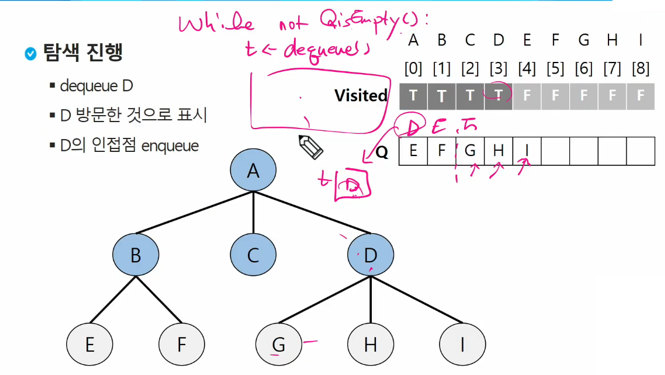 While not QisEmpty():
t ← dequeue()
탐색 진행
▪ dequeue D
▪ D 방문한 것으로 표시
▪ D의 인접점 enqueue
A B C D E F G H I
[0] [1] [2] [3] [4] [5] [6] [7] [8]
Visited T T T T F F F F F
D E F
Q E F G H I
t D
A
B C D
E F G H I